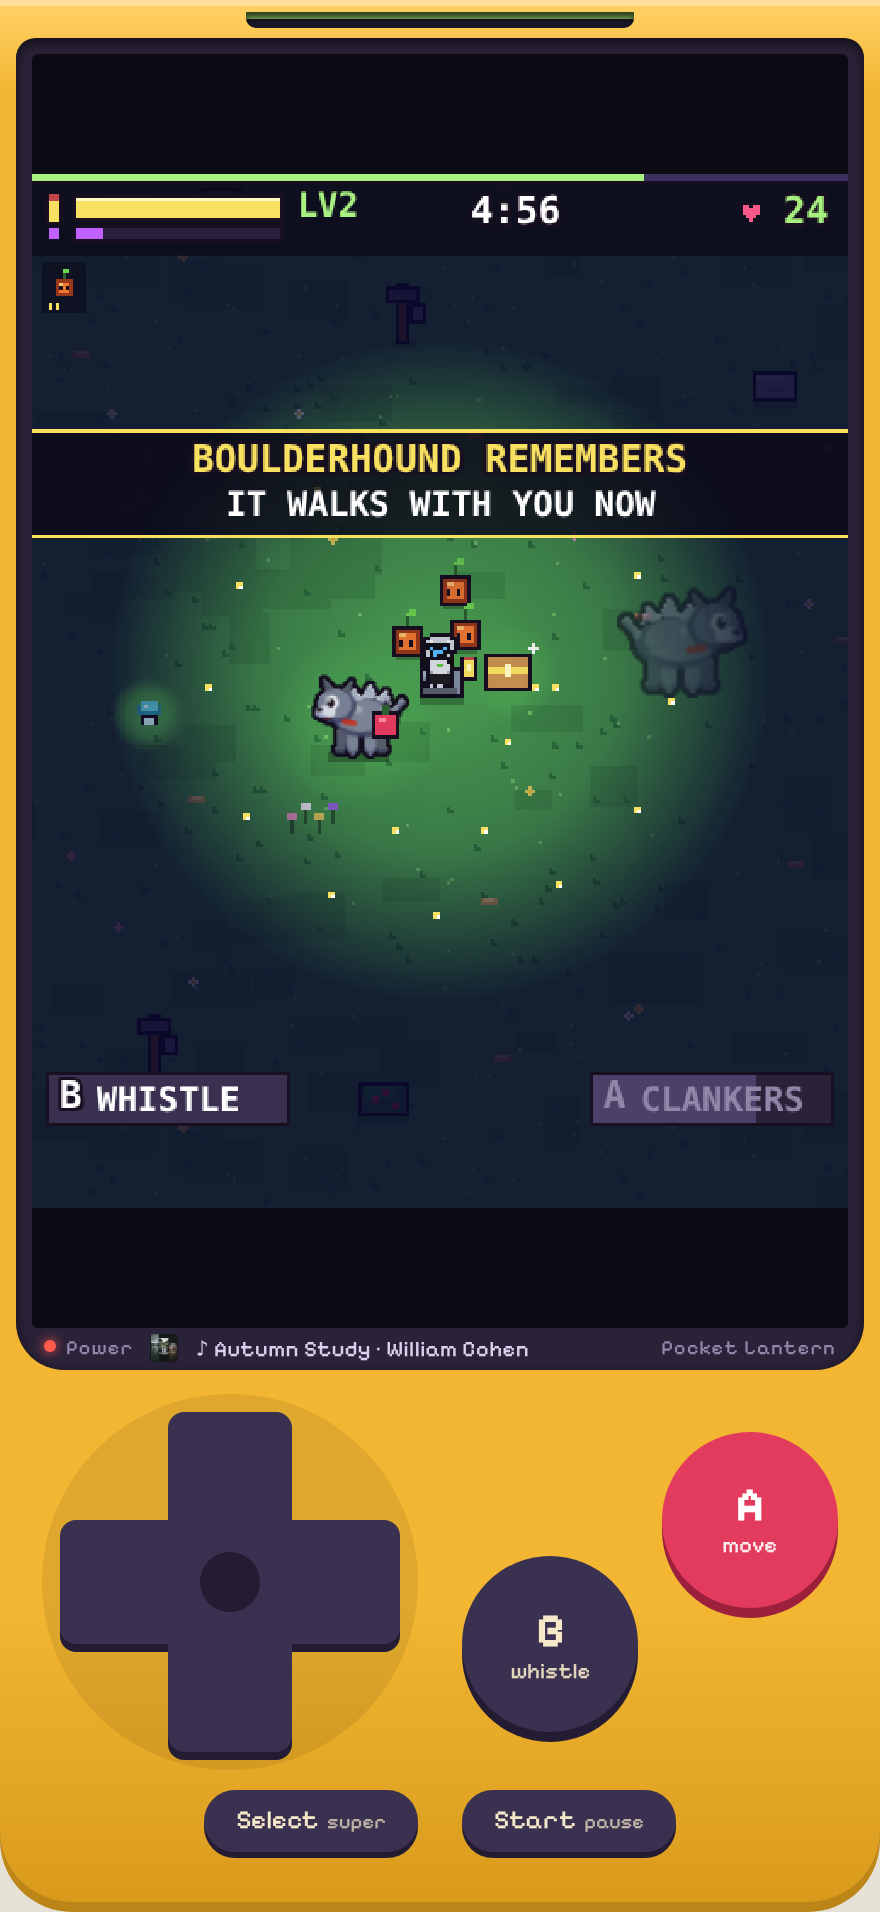 LV2
4:56
24
BOULDERHOUND REMEMBERS
IT WALKS WITH YOU NOW
B WHISTLE
A CLANKERS
Power
♪ Autumn Study · William Cohen
Pocket Lantern
A
move
B
whistle
Select super
Start pause